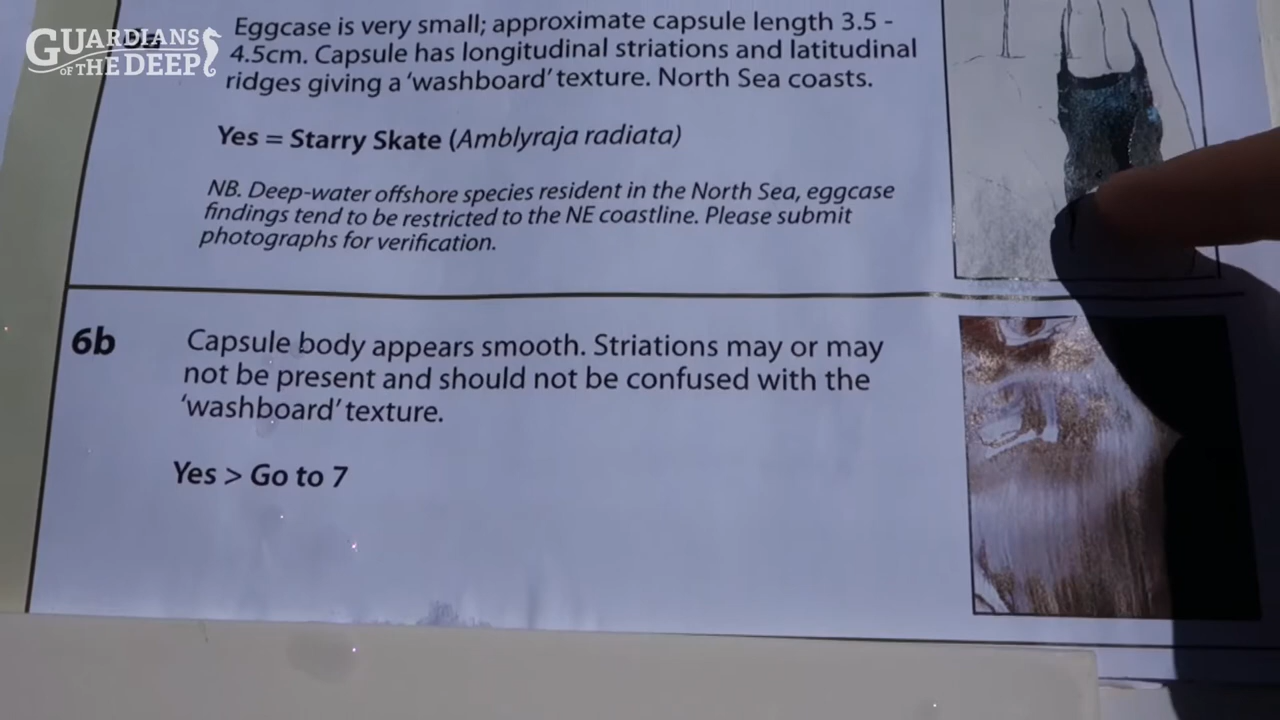 GUARDIANS
OF THE DEEP
Eggcase is very small; approximate capsule length 3.5 -
4.5cm. Capsule has longitudinal striations and latitudinal
ridges giving a 'washboard' texture. North Sea coasts.
Yes = Starry Skate (Amblyraja radiata)
NB. Deep-water offshore species resident in the North Sea, eggcase
findings tend to be restricted to the NE coastline. Please submit
photographs for verification.
6b
Capsule body appears smooth. Striations may or may
not be present and should not be confused with the
'washboard' texture.
Yes > Go to 7